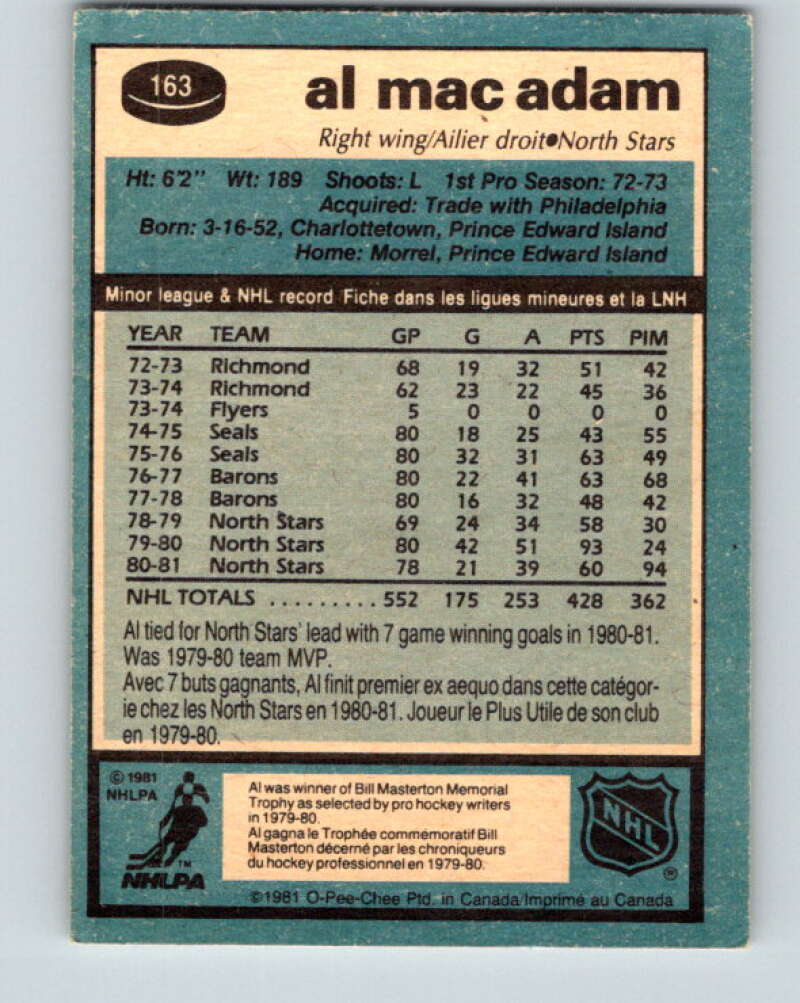 163
al mac adam
Right wing/Ailier droit●North Stars
Ht: 6'2" Wt: 189 Shoots: L 1st Pro Season: 72-73
Acquired: Trade with Philadelphia
Born: 3-16-52, Charlottetown, Prince Edward Island
Home: Morrel, Prince Edward Island
Minor league & NHL record Fiche dans les ligues mineures et la LNH
YEAR TEAM GP G A PTS PIM
72-73 Richmond 68 19 32 51 42
73-74 Richmond 62 23 22 45 36
73-74 Flyers 5 0 0 0 0
74-75 Seals 80 18 25 43 55
75-76 Seals 80 32 31 63 49
76-77 Barons 80 22 41 63 68
77-78 Barons 80 16 32 48 42
78-79 North Stars 69 24 34 58 30
79-80 North Stars 80 42 51 93 24
80-81 North Stars 78 21 39 60 94
NHL TOTALS ......... 552 175 253 428 362
Al tied for North Stars' lead with 7 game winning goals in 1980-81.
Was 1979-80 team MVP.
Avec 7 buts gagnants, Al finit premier ex aequo dans cette catégor-
ie chez les North Stars en 1980-81. Joueur le Plus Utile de son club
en 1979-80.
© 1981
NHLPA
TM
NHLPA
Al was winner of Bill Masterton Memorial
Trophy as selected by pro hockey writers
in 1979-80.
Al gagna le Trophée commemoratif Bill
Masterton décerné par les chroniqueurs
du hockey professionnel en 1979-80.
NHL
®
©1981 O-Pee-Chee Ptd. in Canada/Imprimé au Canada